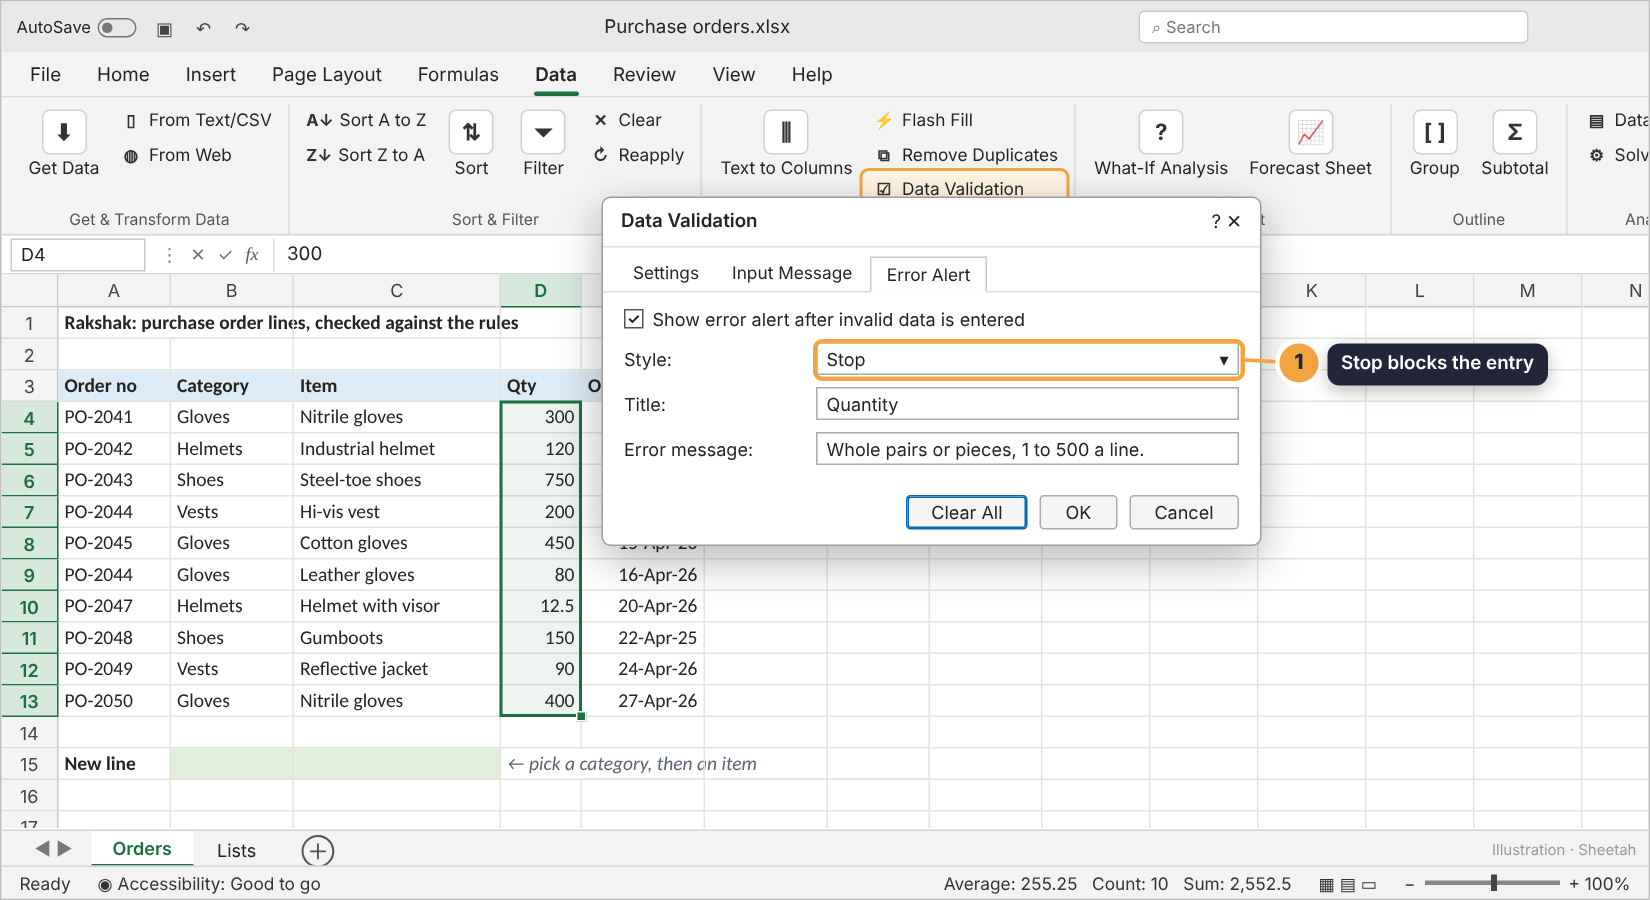 AutoSave
Purchase orders.xlsx
Search
File Home Insert Page Layout Formulas Data Review View Help
Get Data
From Text/CSV
From Web
Get & Transform Data
Sort A to Z
Sort Z to A
Sort
Filter
Clear
Reapply
Sort & Filter
Text to Columns
Flash Fill
Remove Duplicates
Data Validation
What-If Analysis
Forecast Sheet
Group
Subtotal
Outline
D4 fx 300
Data Validation
Settings Input Message Error Alert
Show error alert after invalid data is entered
Style: Stop
Title: Quantity
Error message: Whole pairs or pieces, 1 to 500 a line.
Clear All OK Cancel
1 Stop blocks the entry
A B C D K L M N
1 Rakshak: purchase order lines, checked against the rules
2
3 Order no Category Item Qty
4 PO-2041 Gloves Nitrile gloves 300
5 PO-2042 Helmets Industrial helmet 120
6 PO-2043 Shoes Steel-toe shoes 750
7 PO-2044 Vests Hi-vis vest 200
8 PO-2045 Gloves Cotton gloves 450
9 PO-2044 Gloves Leather gloves 80 16-Apr-26
10 PO-2047 Helmets Helmet with visor 12.5 20-Apr-26
11 PO-2048 Shoes Gumboots 150 22-Apr-25
12 PO-2049 Vests Reflective jacket 90 24-Apr-26
13 PO-2050 Gloves Nitrile gloves 400 27-Apr-26
14
15 New line ← pick a category, then an item
16
17
Orders Lists
Illustration · Sheetah
Ready Accessibility: Good to go
Average: 255.25 Count: 10 Sum: 2,552.5
− + 100%